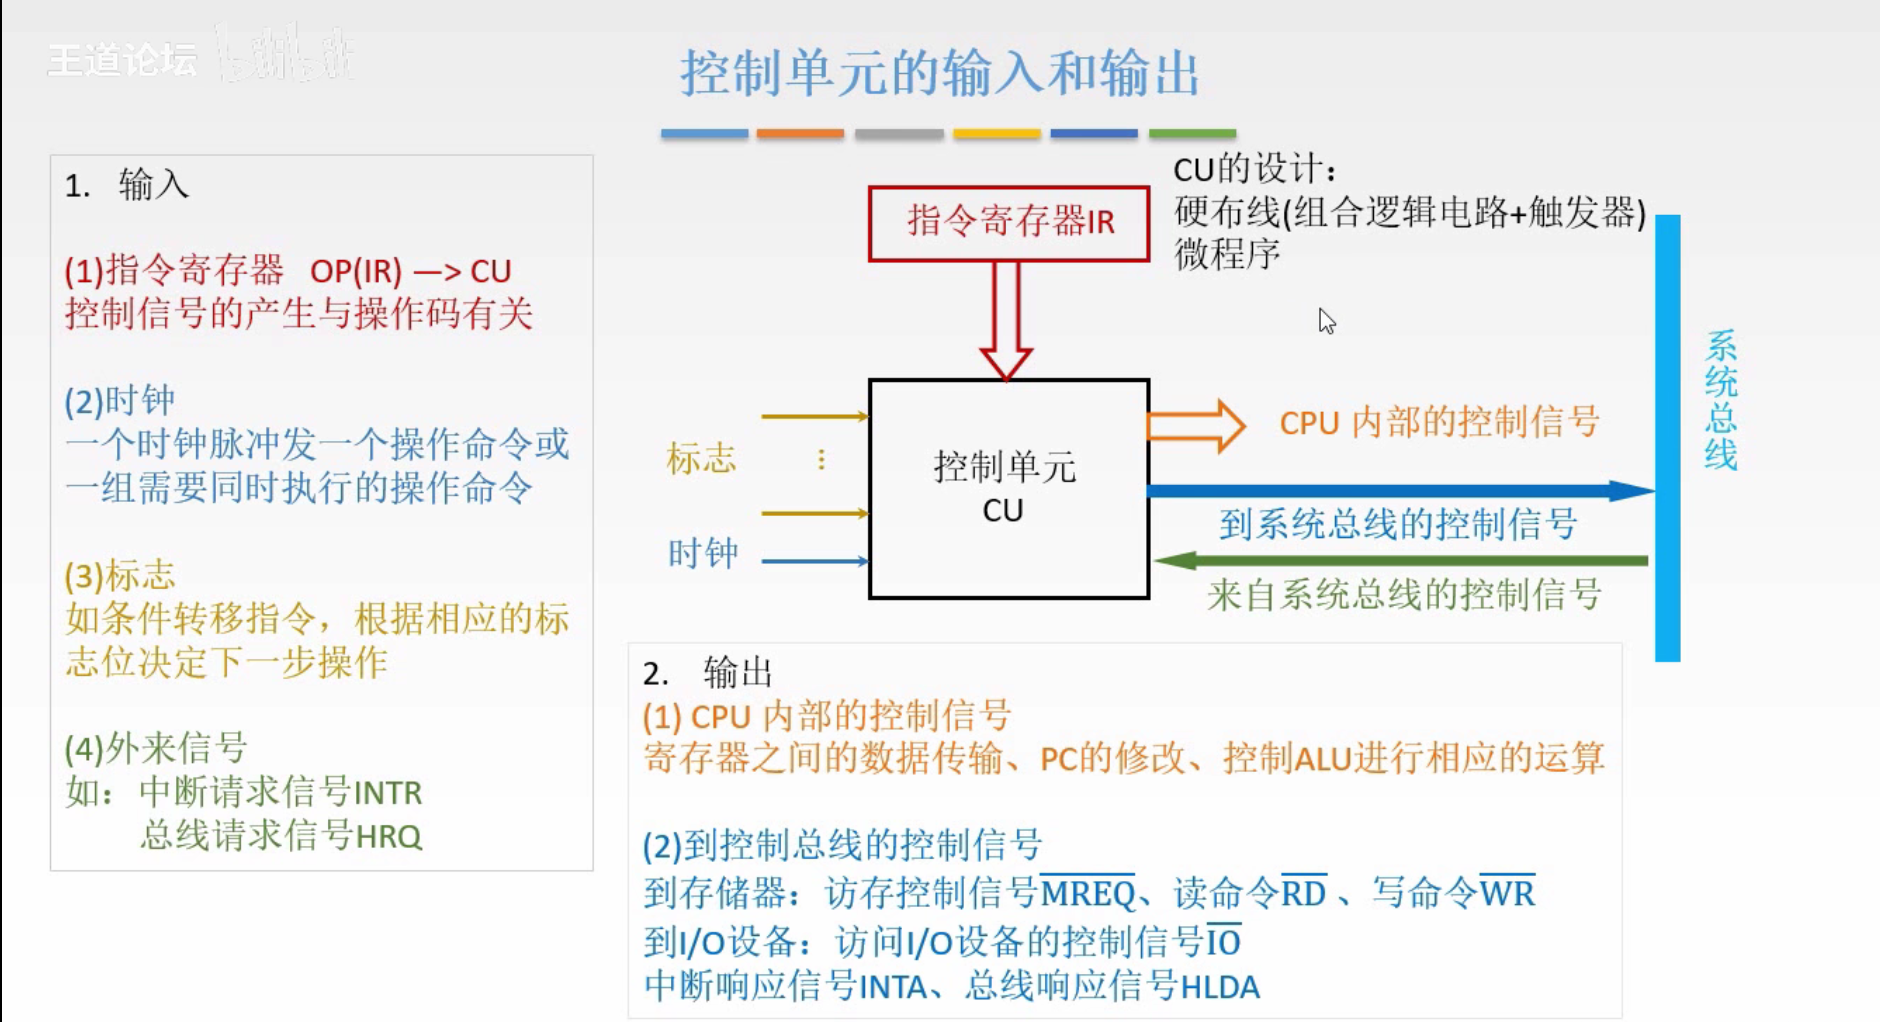 王道论坛 bilibili
控制单元的输入和输出
1. 输入
(1)指令寄存器 OP(IR) —> CU
控制信号的产生与操作码有关
(2)时钟
一个时钟脉冲发一个操作命令或
一组需要同时执行的操作命令
(3)标志
如条件转移指令，根据相应的标
志位决定下一步操作
(4)外来信号
如：中断请求信号INTR
总线请求信号HRQ
指令寄存器IR
CU的设计：
硬布线(组合逻辑电路+触发器)
微程序
标志
⋮
时钟
控制单元
CU
CPU 内部的控制信号
到系统总线的控制信号
来自系统总线的控制信号
系统总线
2. 输出
(1) CPU 内部的控制信号
寄存器之间的数据传输、PC的修改、控制ALU进行相应的运算
(2)到控制总线的控制信号
到存储器：访存控制信号M̅R̅E̅Q̅、读命令R̅D̅ 、写命令W̅R̅
到I/O设备：访问I/O设备的控制信号I̅O̅
中断响应信号INTA、总线响应信号HLDA